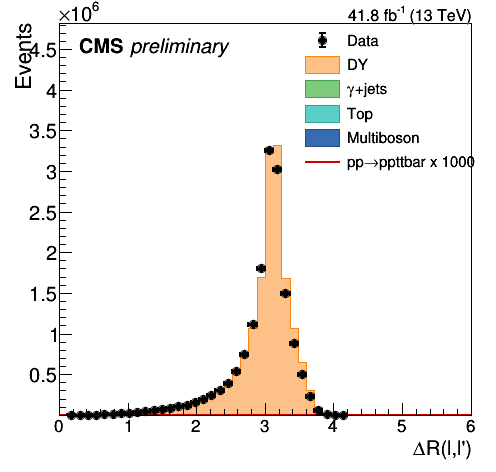 ×10⁶
41.8 fb⁻¹ (13 TeV)
CMS preliminary
Events
Data
DY
γ+jets
Top
Multiboson
pp→ppttbar x 1000
4.5
4
3.5
3
2.5
2
1.5
1
0.5
0 1 2 3 4 5 6
ΔR(l,l')